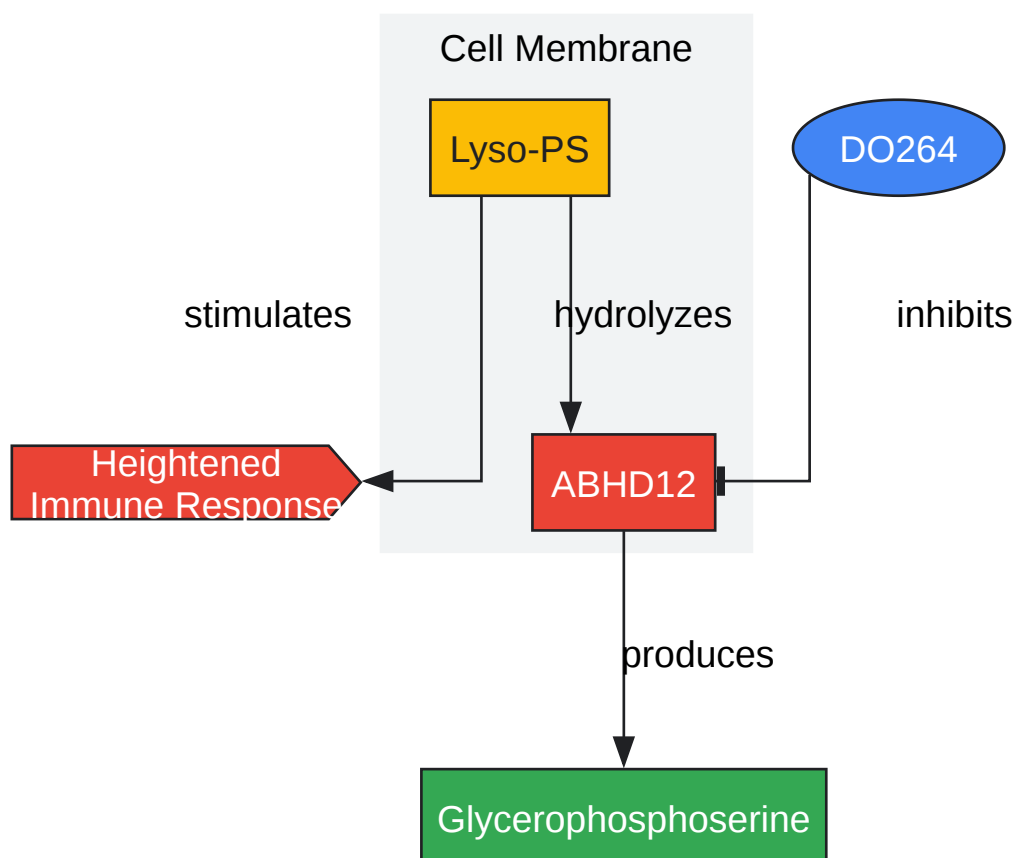 Cell Membrane
Lyso-PS
DO264
stimulates
hydrolyzes
inhibits
Heightened
Immune Response
ABHD12
produces
Glycerophosphoserine